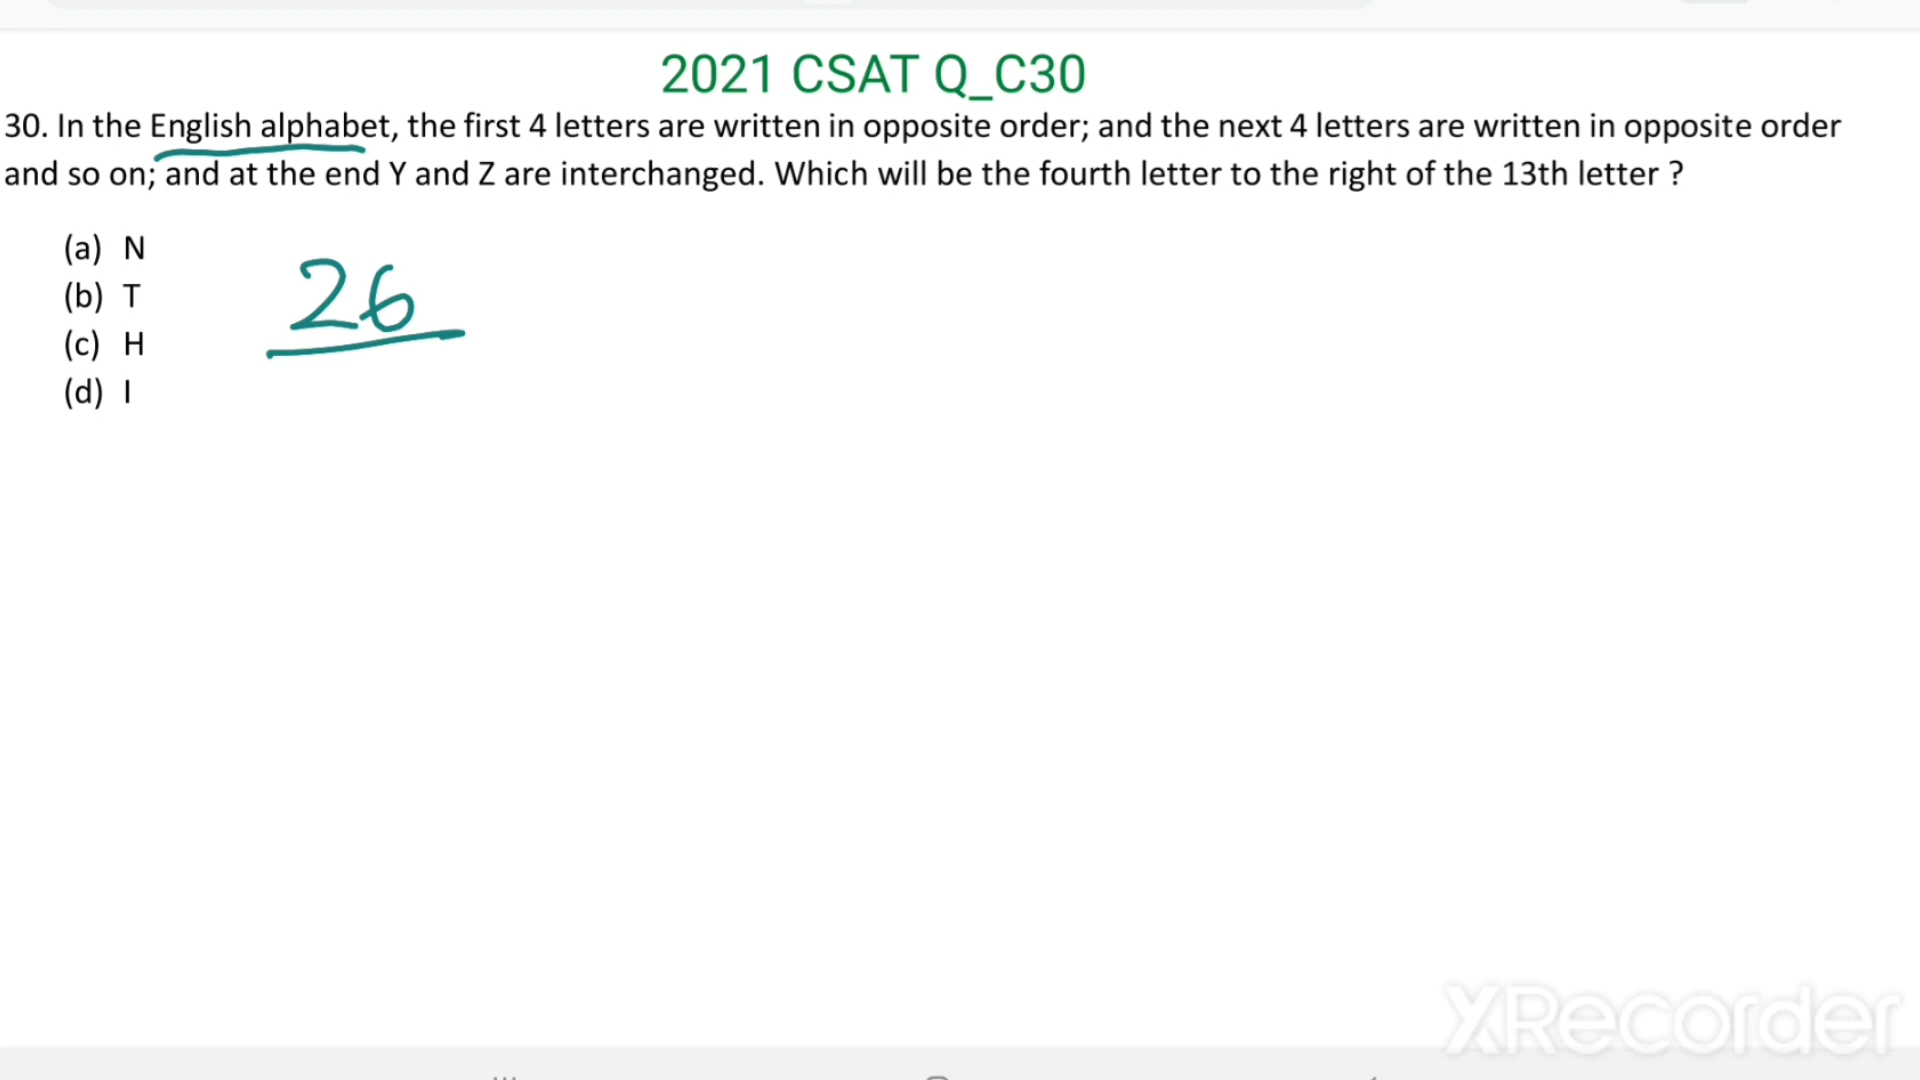 2021 CSAT Q_C30
30. In the English alphabet, the first 4 letters are written in opposite order; and the next 4 letters are written in opposite order
and so on; and at the end Y and Z are interchanged. Which will be the fourth letter to the right of the 13th letter ?
(a) N
(b) T
(c) H
(d) I
26
XRecorder